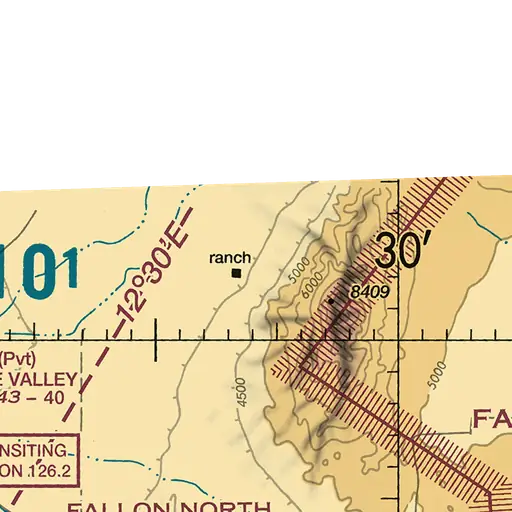 30′
12°30′E
ranch
5000
6000
8409
101
(Pvt)
E VALLEY
43 – 40
4500
5000
NSITING
ON 126.2
FA
FALLON NORTH